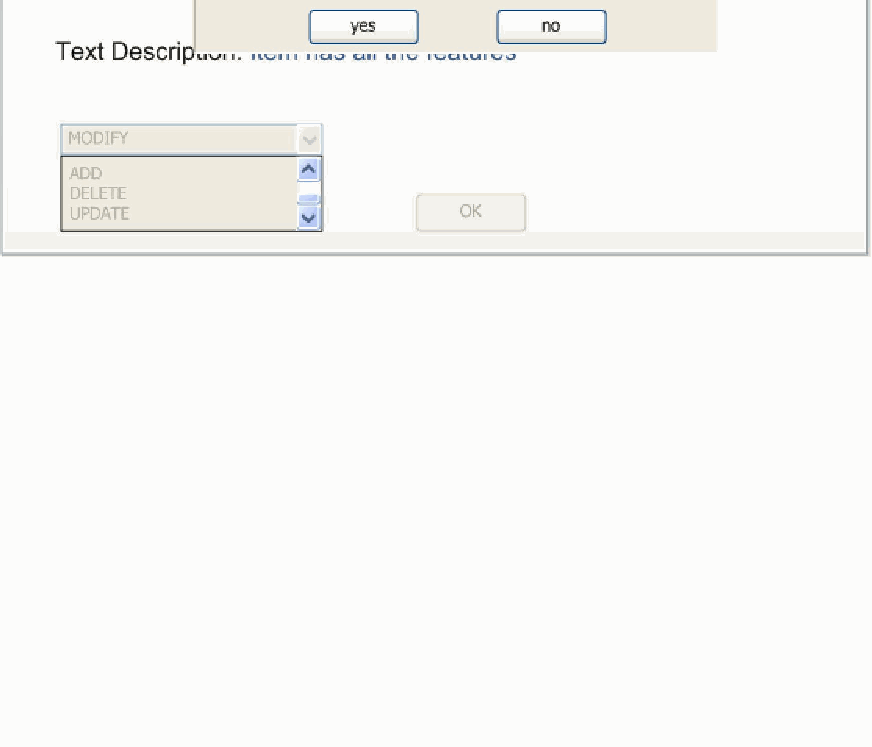 yes no
Text Description: Item has all the features
MODIFY
ADD
DELETE
UPDATE
OK